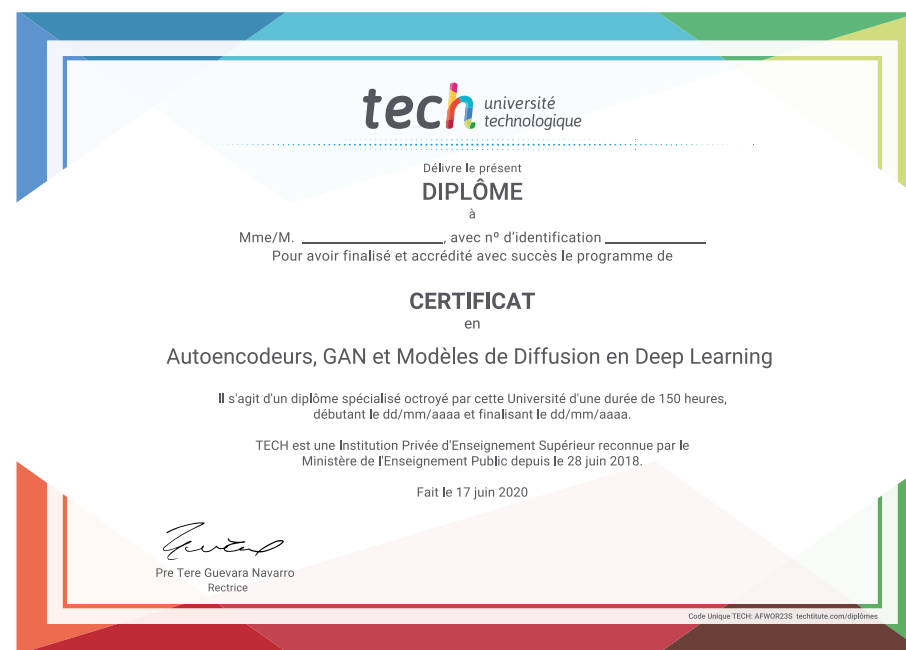 tech université
technologique
Délivre le présent
DIPLÔME
à
Mme/M. ____________________, avec nº d'identification ______________
Pour avoir finalisé et accrédité avec succès le programme de
CERTIFICAT
en
Autoencodeurs, GAN et Modèles de Diffusion en Deep Learning
Il s'agit d'un diplôme spécialisé octroyé par cette Université d'une durée de 150 heures,
débutant le dd/mm/aaaa et finalisant le dd/mm/aaaa.
TECH est une Institution Privée d'Enseignement Supérieur reconnue par le
Ministère de l'Enseignement Public depuis le 28 juin 2018.
Fait le 17 juin 2020
Pre Tere Guevara Navarro
Rectrice
Code Unique TECH: AFWOR23S techtitute.com/diplômes